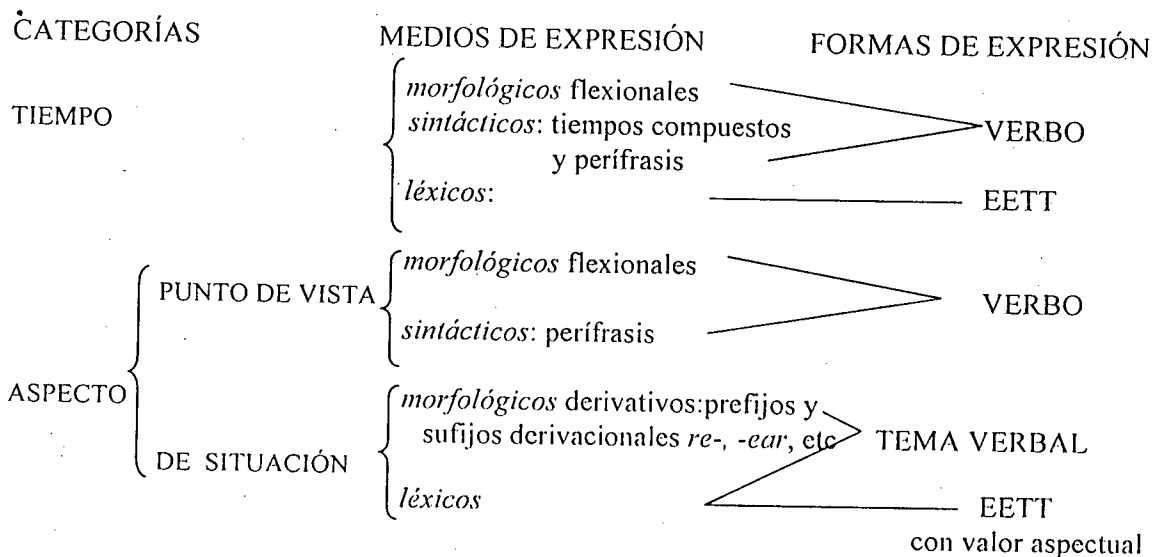 CATEGORÍAS MEDIOS DE EXPRESIÓN FORMAS DE EXPRESIÓN
TIEMPO
morfológicos flexionales
sintácticos: tiempos compuestos
y perífrasis
VERBO
léxicos: EETT
PUNTO DE VISTA
morfológicos flexionales
sintácticos: perífrasis
VERBO
ASPECTO
DE SITUACIÓN
morfológicos derivativos:prefijos y
sufijos derivacionales re-, -ear, etc
TEMA VERBAL
léxicos
EETT
con valor aspectual